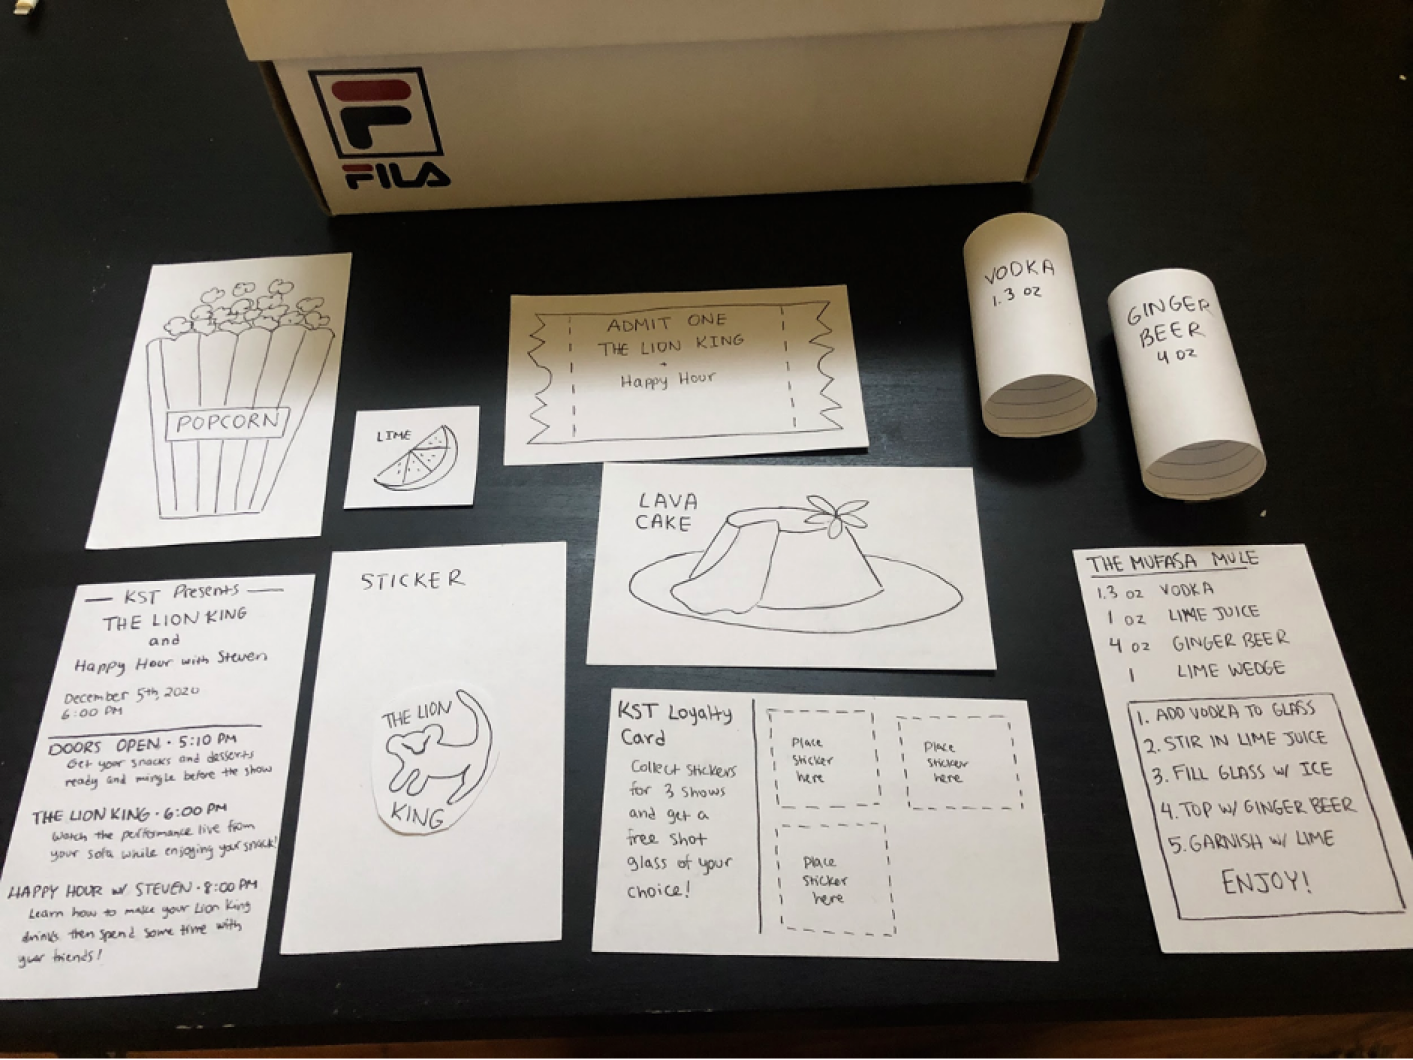 FILA
POPCORN
LIME
ADMIT ONE
THE LION KING
+
Happy Hour
VODKA
1.3 OZ
GINGER
BEER
4 OZ
LAVA
CAKE
— KST Presents —
THE LION KING
and
Happy Hour with Steven
December 5th, 2020
6:00 PM
DOORS OPEN • 5:10 PM
Get your snacks and desserts
ready and mingle before the show
THE LION KING • 6:00 PM
Watch the performance live from
your sofa while enjoying your snack!
HAPPY HOUR w/ STEVEN • 8:00 PM
Learn how to make your Lion King
drinks then spend some time with
your friends!
STICKER
THE LION
KING
KST Loyalty
Card
Collect stickers
for 3 shows
and get a
free shot
glass of your
choice!
Place
sticker
here
Place
sticker
here
Place
sticker
here
THE MUFASA MULE
1.3 oz VODKA
1 oz LIME JUICE
4 oz GINGER BEER
1 LIME WEDGE
1. ADD VODKA TO GLASS
2. STIR IN LIME JUICE
3. FILL GLASS W/ ICE
4. TOP W/ GINGER BEER
5. GARNISH W/ LIME
ENJOY!